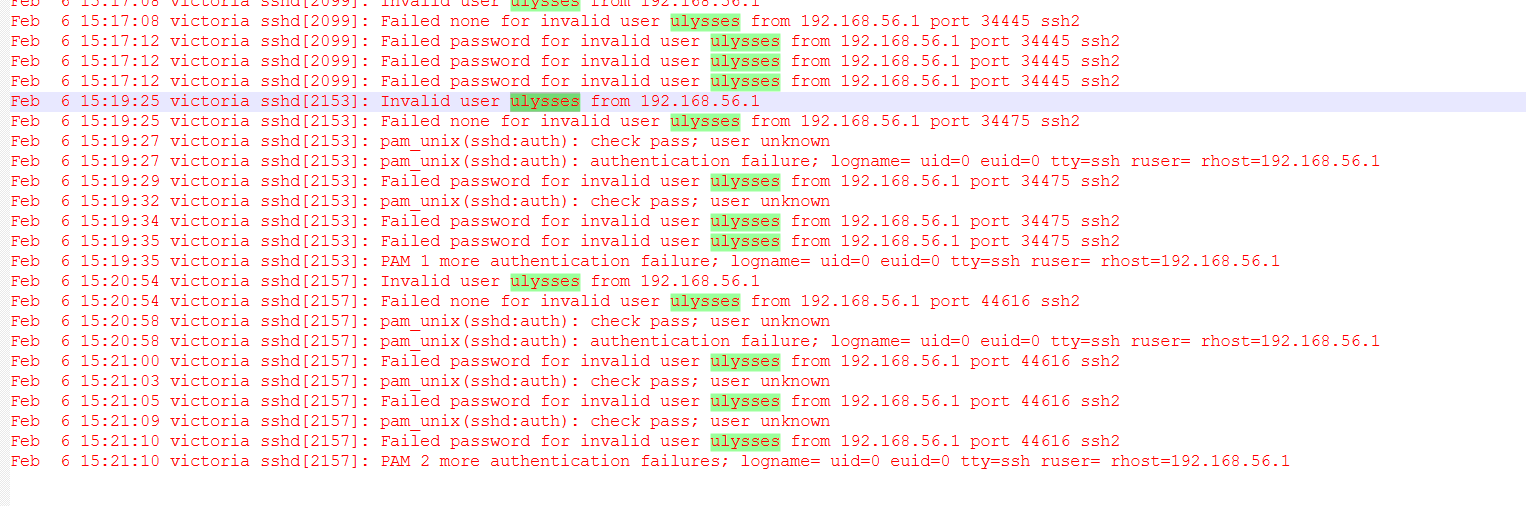 Feb  6 15:17:08 victoria sshd[2099]: Invalid user ulysses from 192.168.56.1
Feb  6 15:17:08 victoria sshd[2099]: Failed none for invalid user ulysses from 192.168.56.1 port 34445 ssh2
Feb  6 15:17:12 victoria sshd[2099]: Failed password for invalid user ulysses from 192.168.56.1 port 34445 ssh2
Feb  6 15:17:12 victoria sshd[2099]: Failed password for invalid user ulysses from 192.168.56.1 port 34445 ssh2
Feb  6 15:17:12 victoria sshd[2099]: Failed password for invalid user ulysses from 192.168.56.1 port 34445 ssh2
Feb  6 15:19:25 victoria sshd[2153]: Invalid user ulysses from 192.168.56.1
Feb  6 15:19:25 victoria sshd[2153]: Failed none for invalid user ulysses from 192.168.56.1 port 34475 ssh2
Feb  6 15:19:27 victoria sshd[2153]: pam_unix(sshd:auth): check pass; user unknown
Feb  6 15:19:27 victoria sshd[2153]: pam_unix(sshd:auth): authentication failure; logname= uid=0 euid=0 tty=ssh ruser= rhost=192.168.56.1
Feb  6 15:19:29 victoria sshd[2153]: Failed password for invalid user ulysses from 192.168.56.1 port 34475 ssh2
Feb  6 15:19:32 victoria sshd[2153]: pam_unix(sshd:auth): check pass; user unknown
Feb  6 15:19:34 victoria sshd[2153]: Failed password for invalid user ulysses from 192.168.56.1 port 34475 ssh2
Feb  6 15:19:35 victoria sshd[2153]: Failed password for invalid user ulysses from 192.168.56.1 port 34475 ssh2
Feb  6 15:19:35 victoria sshd[2153]: PAM 1 more authentication failure; logname= uid=0 euid=0 tty=ssh ruser= rhost=192.168.56.1
Feb  6 15:20:54 victoria sshd[2157]: Invalid user ulysses from 192.168.56.1
Feb  6 15:20:54 victoria sshd[2157]: Failed none for invalid user ulysses from 192.168.56.1 port 44616 ssh2
Feb  6 15:20:58 victoria sshd[2157]: pam_unix(sshd:auth): check pass; user unknown
Feb  6 15:20:58 victoria sshd[2157]: pam_unix(sshd:auth): authentication failure; logname= uid=0 euid=0 tty=ssh ruser= rhost=192.168.56.1
Feb  6 15:21:00 victoria sshd[2157]: Failed password for invalid user ulysses from 192.168.56.1 port 44616 ssh2
Feb  6 15:21:03 victoria sshd[2157]: pam_unix(sshd:auth): check pass; user unknown
Feb  6 15:21:05 victoria sshd[2157]: Failed password for invalid user ulysses from 192.168.56.1 port 44616 ssh2
Feb  6 15:21:09 victoria sshd[2157]: pam_unix(sshd:auth): check pass; user unknown
Feb  6 15:21:10 victoria sshd[2157]: Failed password for invalid user ulysses from 192.168.56.1 port 44616 ssh2
Feb  6 15:21:10 victoria sshd[2157]: PAM 2 more authentication failures; logname= uid=0 euid=0 tty=ssh ruser= rhost=192.168.56.1